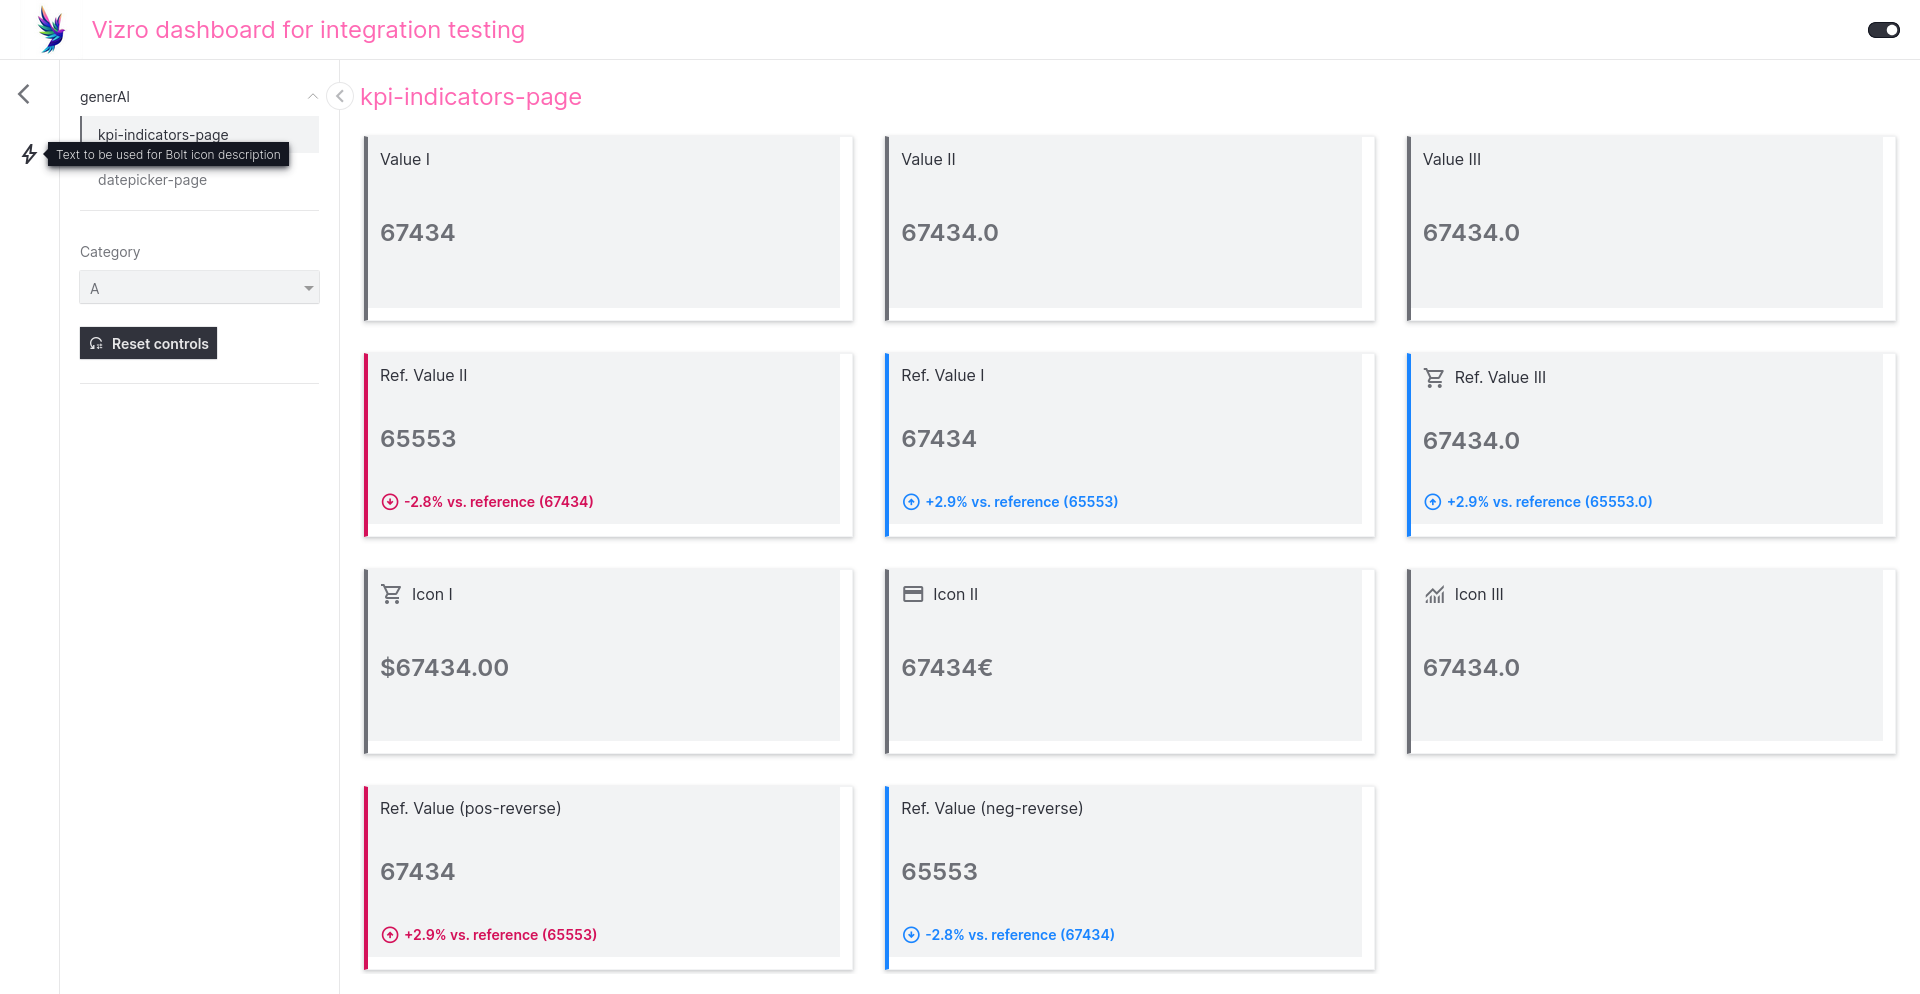 Vizro dashboard for integration testing
generAI
kpi-indicators-page
Text to be used for Bolt icon description
datepicker-page
Category
A
Reset controls
kpi-indicators-page
Value I
67434
Value II
67434.0
Value III
67434.0
Ref. Value II
65553
-2.8% vs. reference (67434)
Ref. Value I
67434
+2.9% vs. reference (65553)
Ref. Value III
67434.0
+2.9% vs. reference (65553.0)
Icon I
$67434.00
Icon II
67434€
Icon III
67434.0
Ref. Value (pos-reverse)
67434
+2.9% vs. reference (65553)
Ref. Value (neg-reverse)
65553
-2.8% vs. reference (67434)